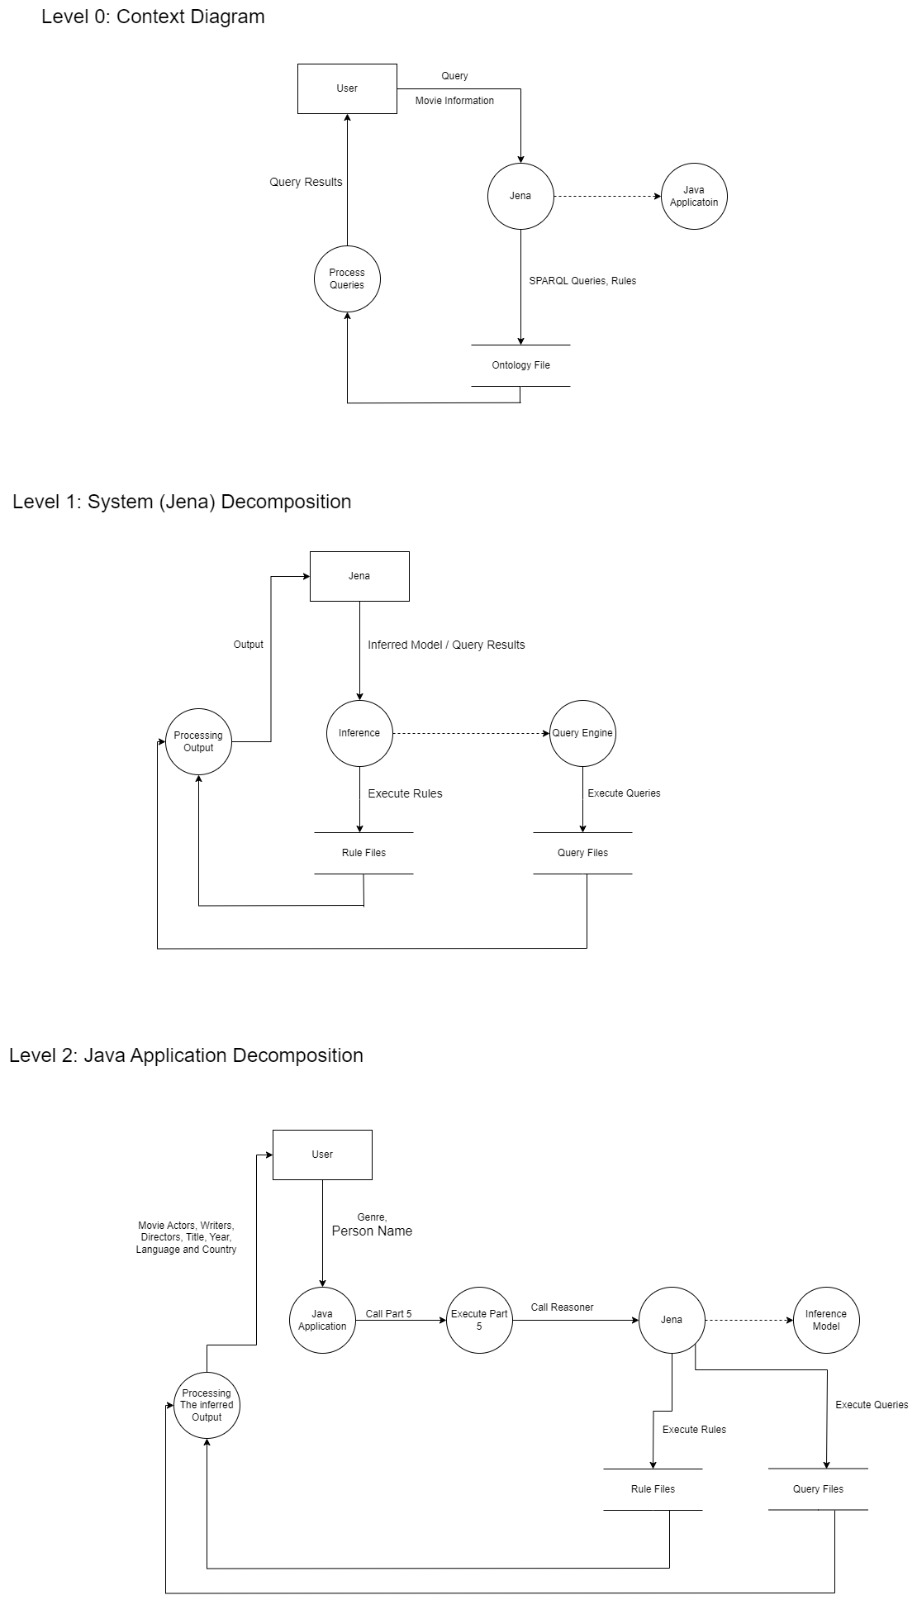 Level 0: Context Diagram
User
Query
Movie Information
Query Results
Jena
Java
Applicatoin
Process
Queries
SPARQL Queries, Rules
Ontology File
Level 1: System (Jena) Decomposition
Jena
Output
Inferred Model / Query Results
Processing
Output
Inference
Query Engine
Execute Rules
Execute Queries
Rule Files
Query Files
Level 2: Java Application Decomposition
User
Movie Actors, Writers,
Directors, Title, Year,
Language and Country
Genre,
Person Name
Java
Application
Call Part 5
Execute Part
5
Call Reasoner
Jena
Inference
Model
Processing
The inferred
Output
Execute Rules
Execute Queries
Rule Files
Query Files